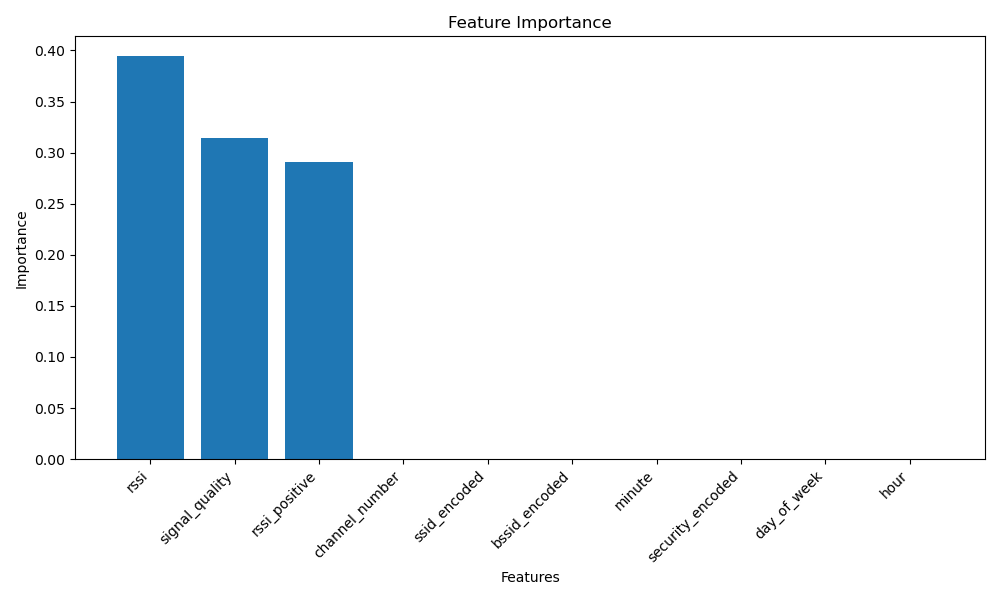 Feature Importance
Importance
0.40
0.35
0.30
0.25
0.20
0.15
0.10
0.05
0.00
rssi
signal_quality
rssi_positive
channel_number
ssid_encoded
bssid_encoded
minute
security_encoded
day_of_week
hour
Features